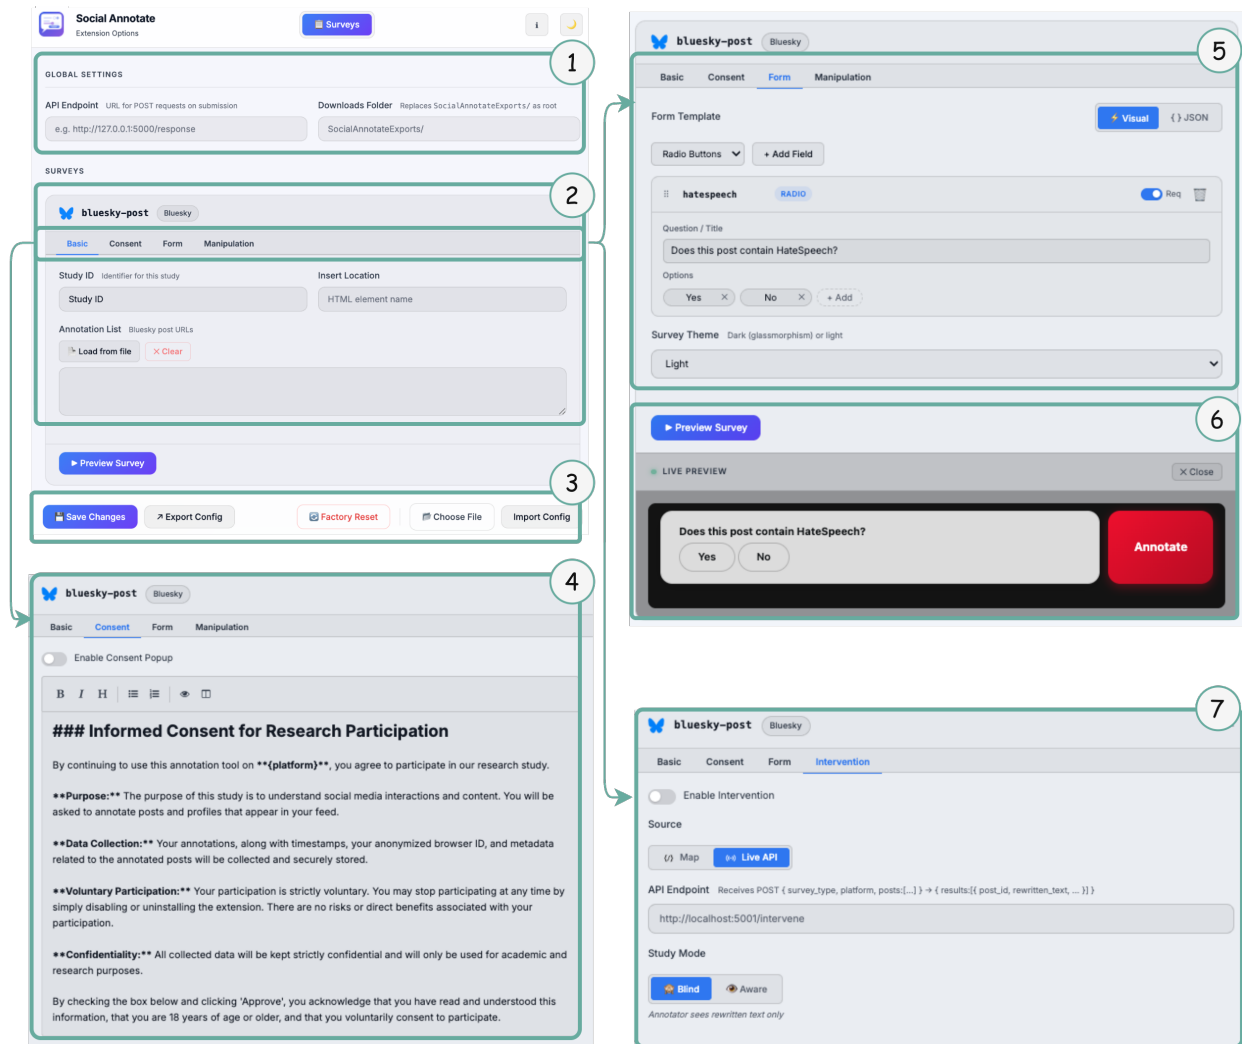 Social Annotate
Extension Options
Surveys
i
1
GLOBAL SETTINGS
API Endpoint URL for POST requests on submission
Downloads Folder Replaces SocialAnnotateExports/ as root
e.g. http://127.0.0.1:5000/response
SocialAnnotateExports/
SURVEYS
2
bluesky-post Bluesky
Basic Consent Form Manipulation
Study ID Identifier for this study
Insert Location
Study ID
HTML element name
Annotation List Bluesky post URLs
Load from file
✕ Clear
▶ Preview Survey
3
Save Changes
↗ Export Config
Factory Reset
Choose File
Import Config
4
bluesky-post Bluesky
Basic Consent Form Manipulation
Enable Consent Popup
B I H
### Informed Consent for Research Participation
By continuing to use this annotation tool on **{platform}**, you agree to participate in our research study.
**Purpose:** The purpose of this study is to understand social media interactions and content. You will be
asked to annotate posts and profiles that appear in your feed.
**Data Collection:** Your annotations, along with timestamps, your anonymized browser ID, and metadata
related to the annotated posts will be collected and securely stored.
**Voluntary Participation:** Your participation is strictly voluntary. You may stop participating at any time by
simply disabling or uninstalling the extension. There are no risks or direct benefits associated with your
participation.
**Confidentiality:** All collected data will be kept strictly confidential and will only be used for academic and
research purposes.
By checking the box below and clicking 'Approve', you acknowledge that you have read and understood this
information, that you are 18 years of age or older, and that you voluntarily consent to participate.
bluesky-post Bluesky
5
Basic Consent Form Manipulation
Form Template
Visual
{ } JSON
Radio Buttons
+ Add Field
hatespeech RADIO
Req
Question / Title
Does this post contain HateSpeech?
Options
Yes ✕
No ✕
+ Add
Survey Theme Dark (glassmorphism) or light
Light
6
▶ Preview Survey
LIVE PREVIEW
✕ Close
Does this post contain HateSpeech?
Yes
No
Annotate
7
bluesky-post Bluesky
Basic Consent Form Intervention
Enable Intervention
Source
Map
Live API
API Endpoint Receives POST { survey_type, platform, posts:[...] } → { results:[{ post_id, rewritten_text, ... }] }
http://localhost:5001/intervene
Study Mode
Blind
Aware
Annotator sees rewritten text only